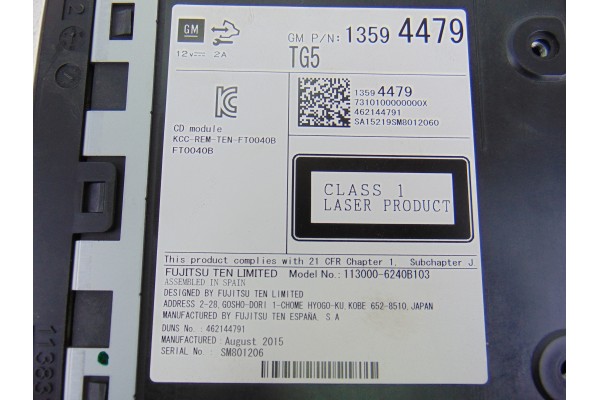 GM
GM P/N: 1359 4479
12V 2A
TG5
1359 4479
7310100000000X
462144791
SA15219SM8012060
CD module
KCC-REM-TEN-FT0040B
FT0040B
CLASS 1
LASER PRODUCT
This product complies with 21 CFR Chapter 1, Subchapter J.
FUJITSU TEN LIMITED Model No.: 113000-6240B103
ASSEMBLED IN SPAIN
DESIGNED BY FUJITSU TEN LIMITED
ADDRESS 2-28, GOSHO-DORI 1-CHOME HYOGO-KU, KOBE 652-8510, JAPAN
MANUFACTURED BY FUJITSU TEN ESPAÑA, S.A
DUNS No.: 462144791
MANUFACTURED: August 2015
SERIAL No.: SM801206